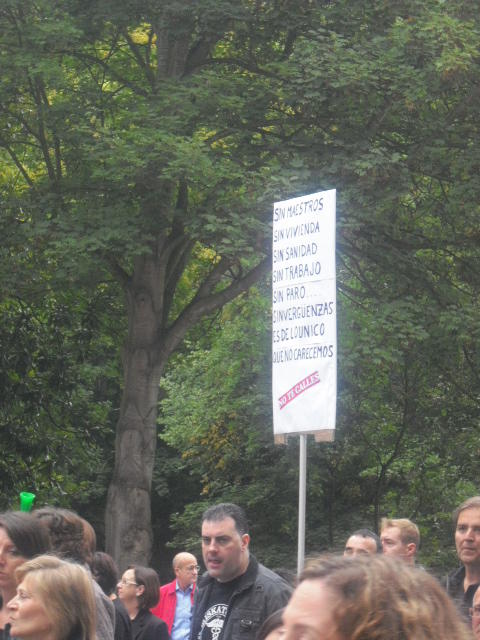 SIN MAESTROS
SIN VIVIENDA
SIN SANIDAD
SIN TRABAJO
SIN PARO...
SINVERGÜENZAS
ES DE LO UNICO
QUE NO CARECEMOS
NO TE CALLES